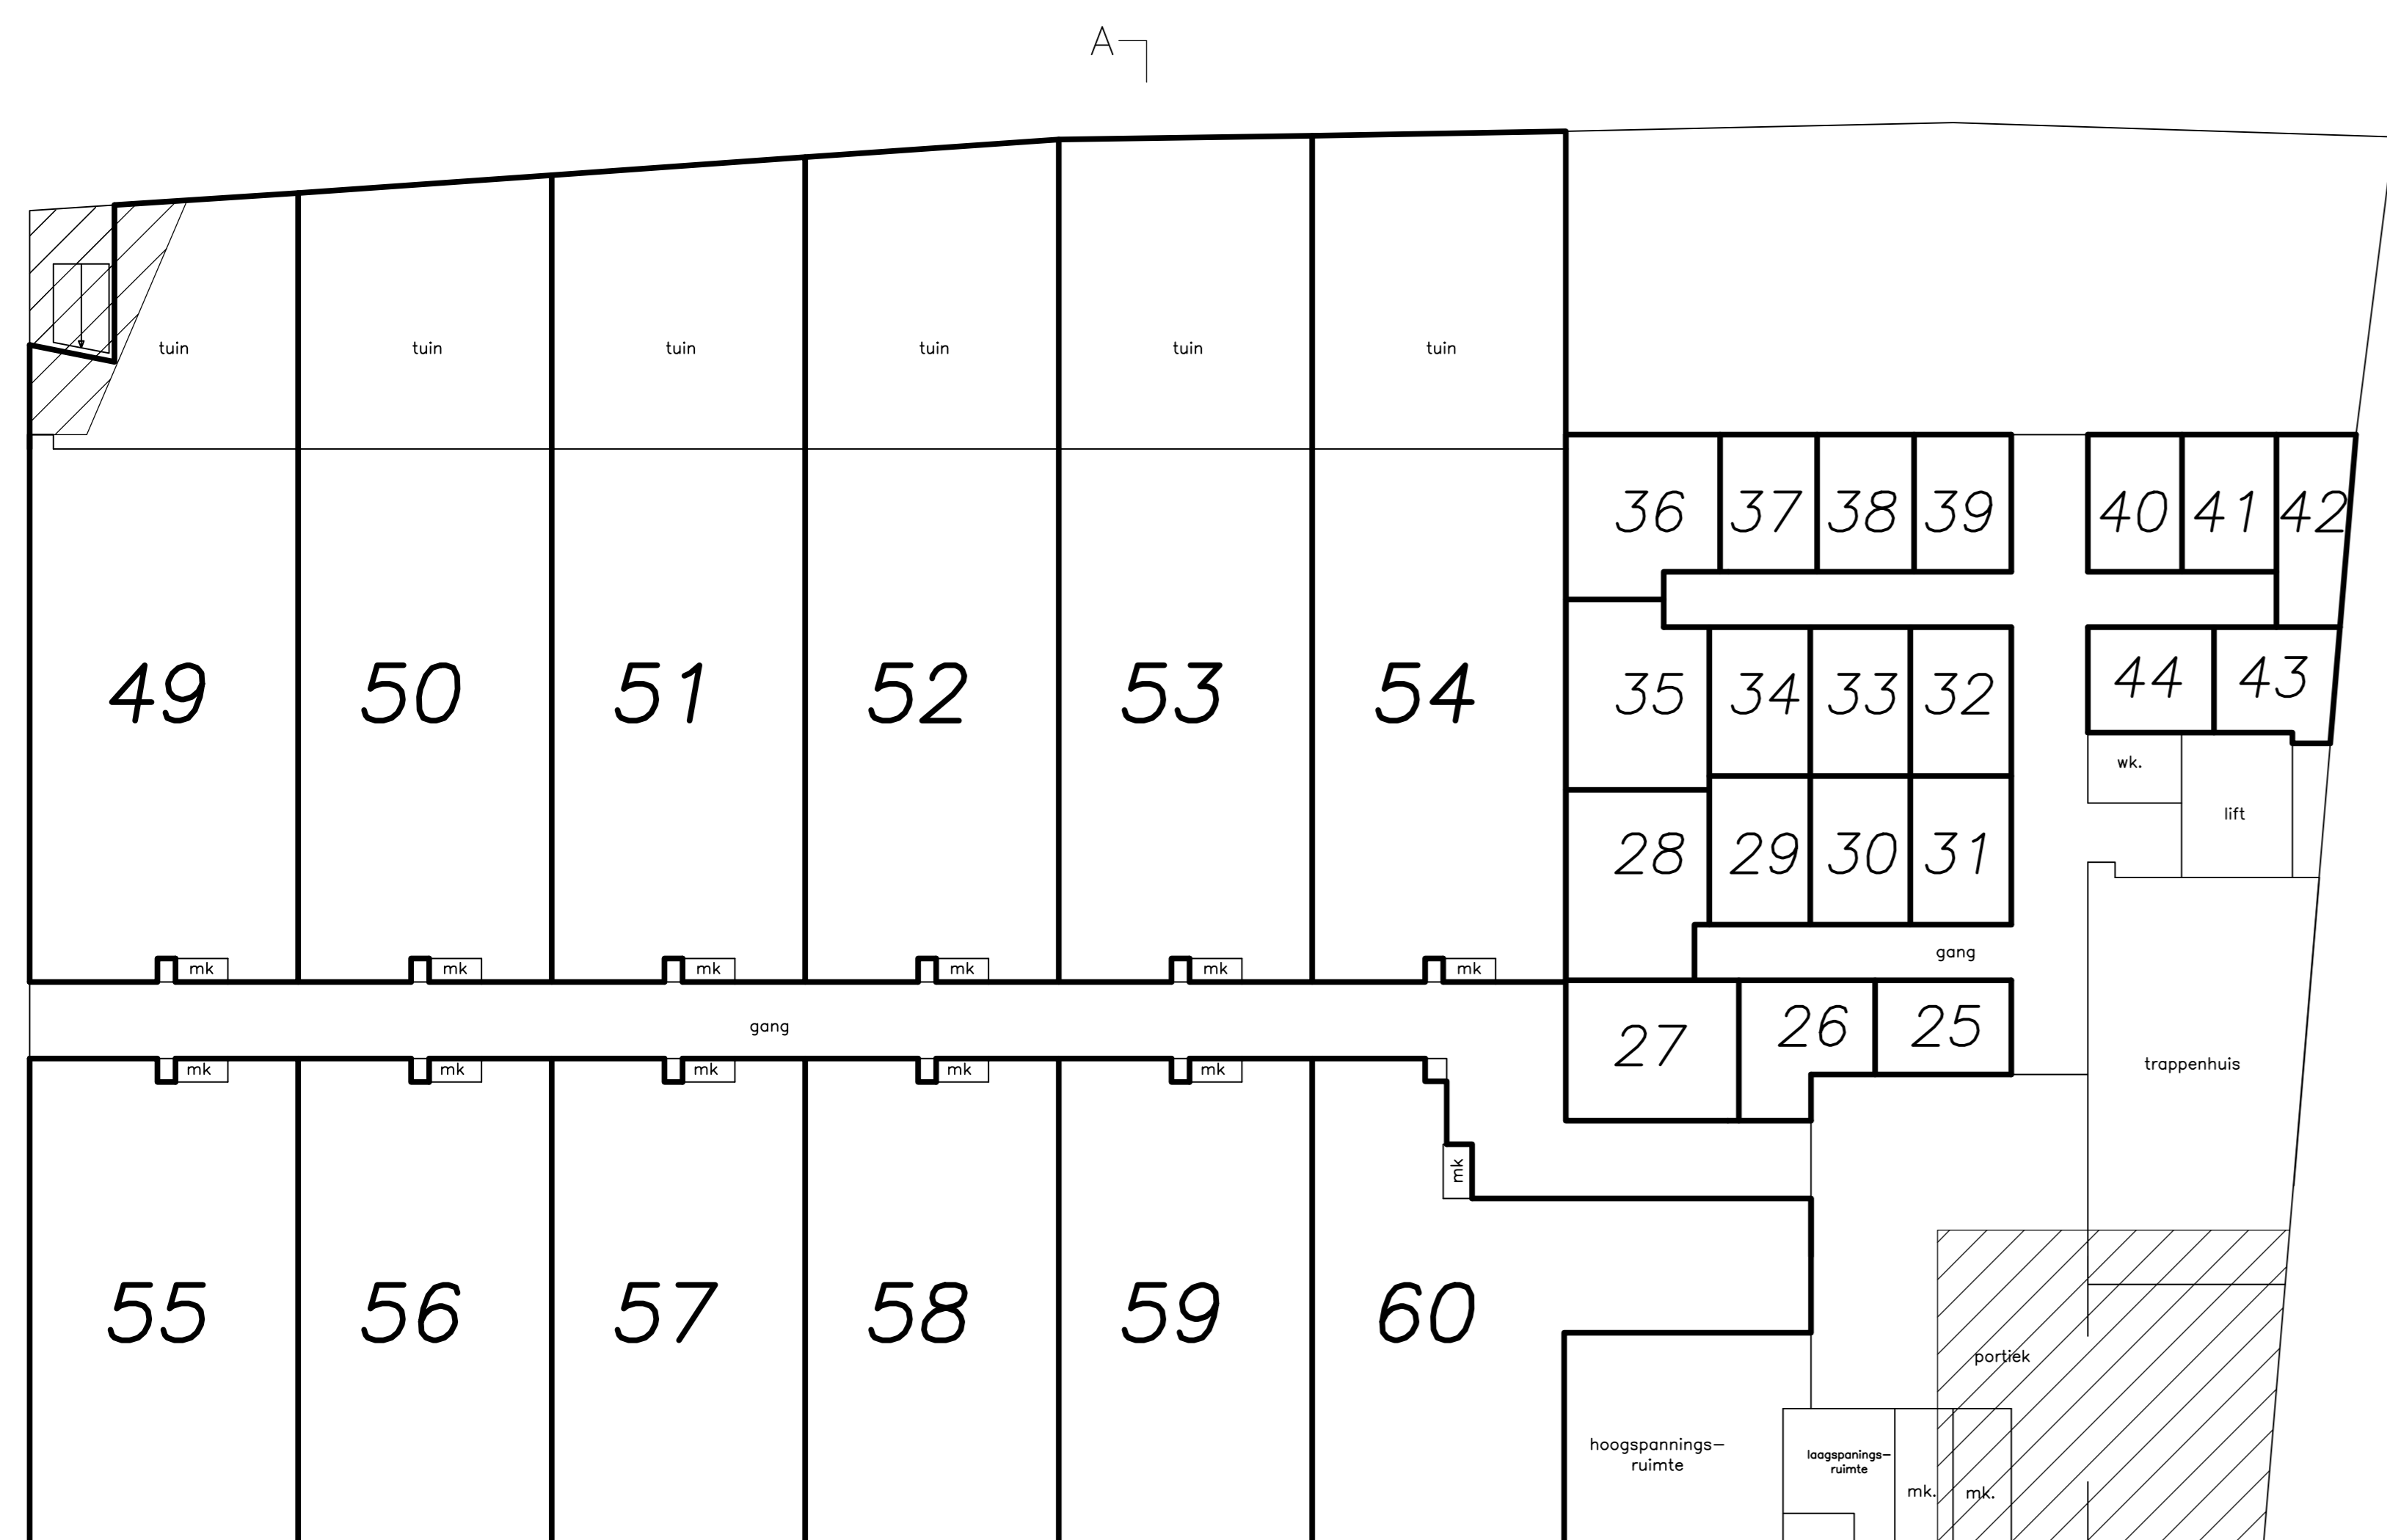 A
tuin
tuin
tuin
tuin
tuin
tuin
36
37
38
39
40
41
42
49
50
51
52
53
54
35
34
33
32
44
43
wk.
lift
28
29
30
31
gang
mk
mk
mk
mk
mk
mk
27
26
25
gang
mk
mk
mk
mk
mk
trappenhuis
mk
55
56
57
58
59
60
portiek
hoogspannings-
ruimte
laagspanings-
ruimte
mk.
mk.